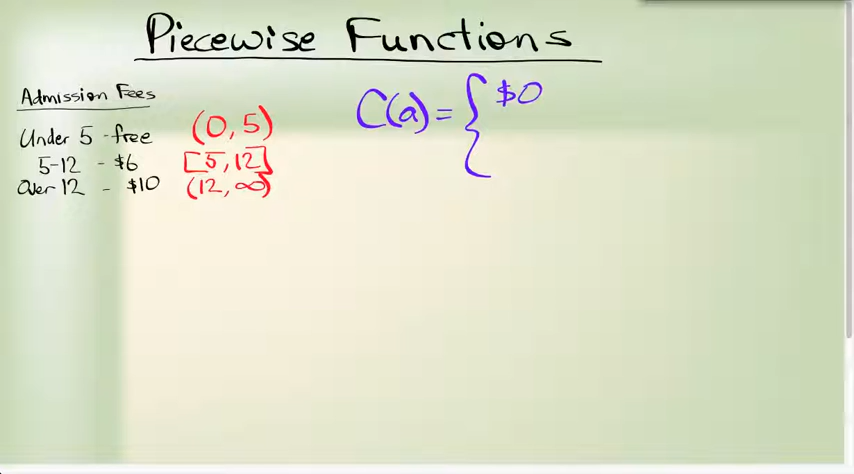 Piecewise Functions
Admission Fees
Under 5 - free (0, 5)
5-12 - $6 [5, 12]
Over 12 - $10 (12, ∞)
C(a) = { $0